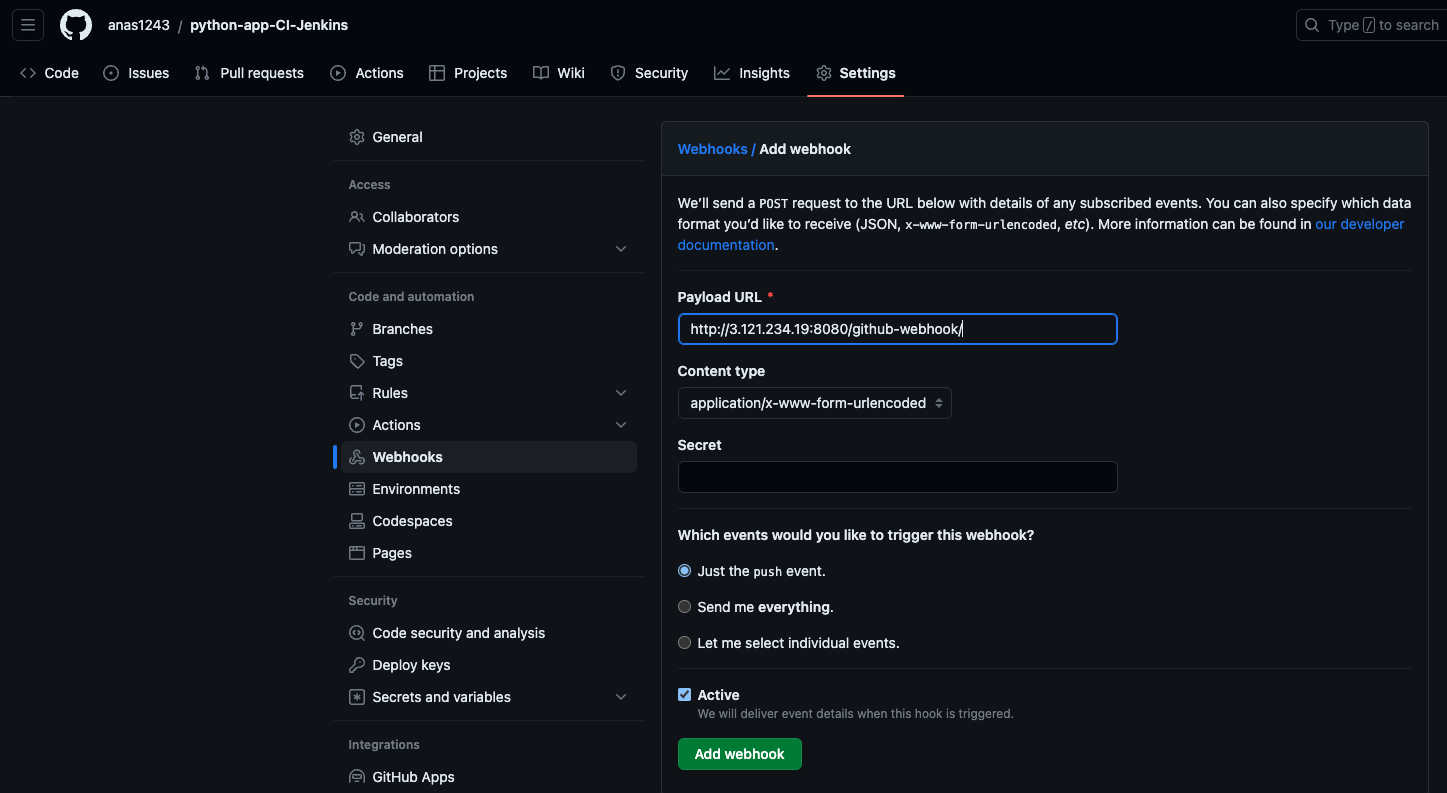 anas1243 / python-app-CI-Jenkins
Type / to search
Code Issues Pull requests Actions Projects Wiki Security Insights Settings
General
Access
Collaborators
Moderation options
Code and automation
Branches
Tags
Rules
Actions
Webhooks
Environments
Codespaces
Pages
Security
Code security and analysis
Deploy keys
Secrets and variables
Integrations
GitHub Apps
Webhooks / Add webhook
We’ll send a POST request to the URL below with details of any subscribed events. You can also specify which data
format you’d like to receive (JSON, x-www-form-urlencoded, etc). More information can be found in our developer
documentation.
Payload URL *
http://3.121.234.19:8080/github-webhook/
Content type
application/x-www-form-urlencoded
Secret
Which events would you like to trigger this webhook?
Just the push event.
Send me everything.
Let me select individual events.
Active
We will deliver event details when this hook is triggered.
Add webhook